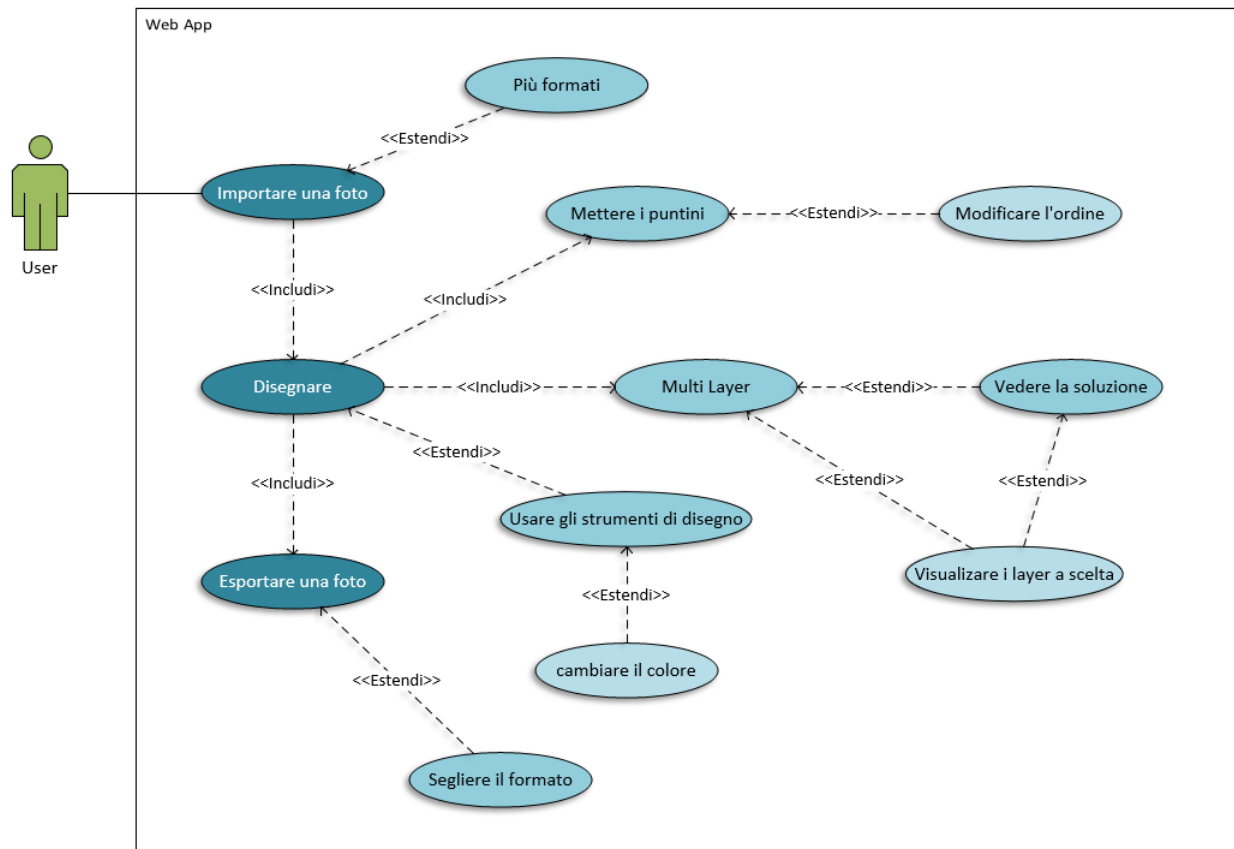 Web App
Più formati
<<Estendi>>
Importare una foto
Mettere i puntini
<<Estendi>>
Modificare l'ordine
User
<<Includi>>
<<Includi>>
Disegnare
<<Includi>>
Multi Layer
<<Estendi>>
Vedere la soluzione
<<Estendi>>
<<Includi>>
<<Estendi>>
<<Estendi>>
Usare gli strumenti di disegno
Esportare una foto
Visualizare i layer a scelta
<<Estendi>>
cambiare il colore
<<Estendi>>
Segliere il formato